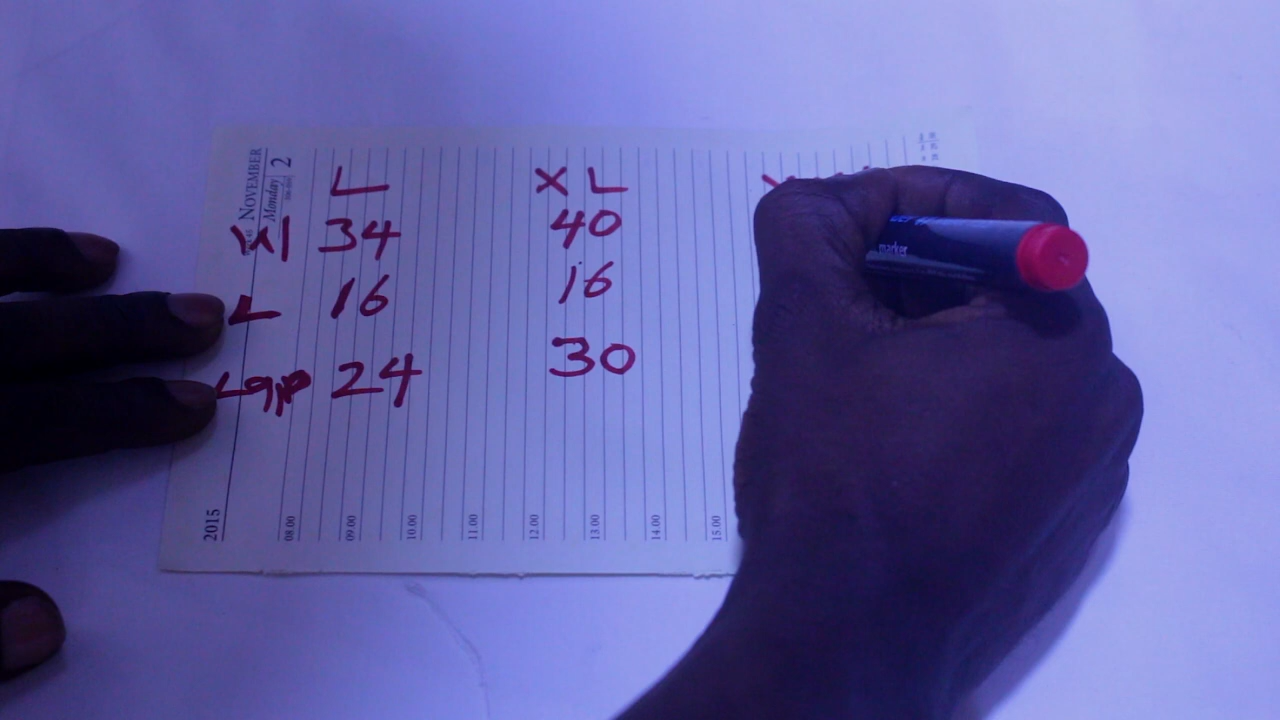 L XL
34 40
L 16 16
24 30
NOVEMBER
Monday 2
2015
08.00 09.00 10.00 11.00 12.00 13.00 14.00 15.00
marker